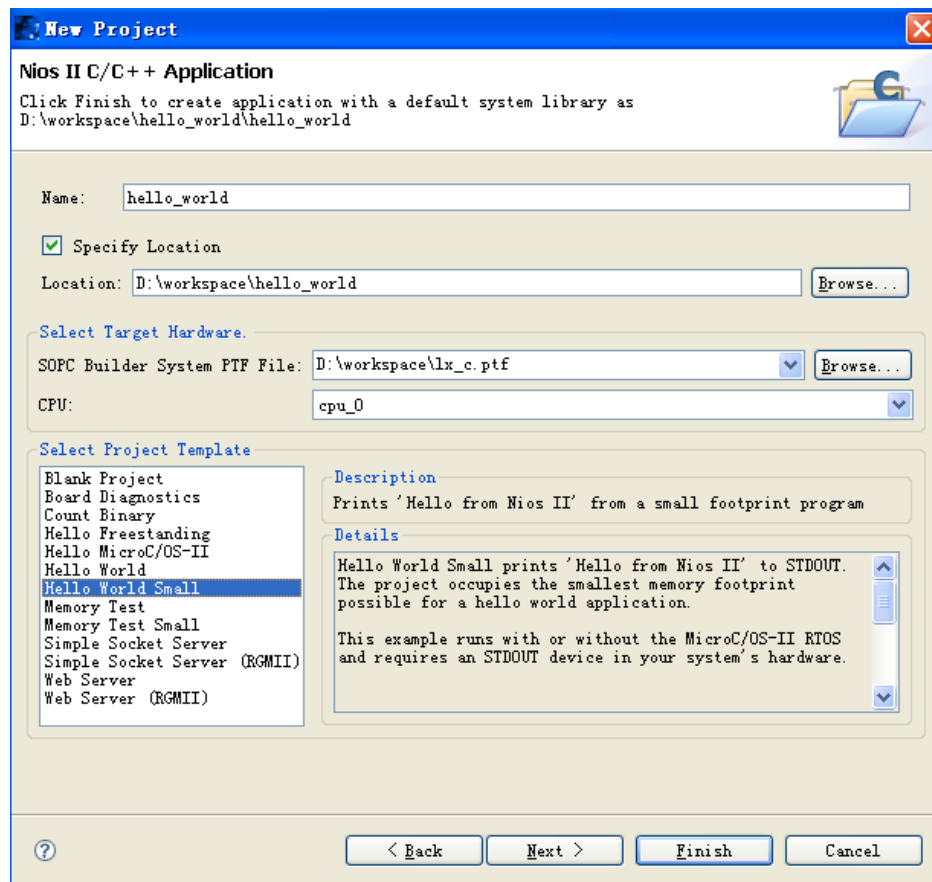 New Project
Nios II C/C++ Application
Click Finish to create application with a default system library as
D:\workspace\hello_world\hello_world
Name: hello_world
Specify Location
Location: D:\workspace\hello_world Browse...
Select Target Hardware.
SOPC Builder System PTF File: D:\workspace\lx_c.ptf Browse...
CPU: cpu_0
Select Project Template
Blank Project
Board Diagnostics
Count Binary
Hello Freestanding
Hello MicroC/OS-II
Hello World
Hello World Small
Memory Test
Memory Test Small
Simple Socket Server
Simple Socket Server (RGMII)
Web Server
Web Server (RGMII)
Description
Prints 'Hello from Nios II' from a small footprint program
Details
Hello World Small prints 'Hello from Nios II' to STDOUT.
The project occupies the smallest memory footprint
possible for a hello world application.
This example runs with or without the MicroC/OS-II RTOS
and requires an STDOUT device in your system's hardware.
? < Back Next > Finish Cancel